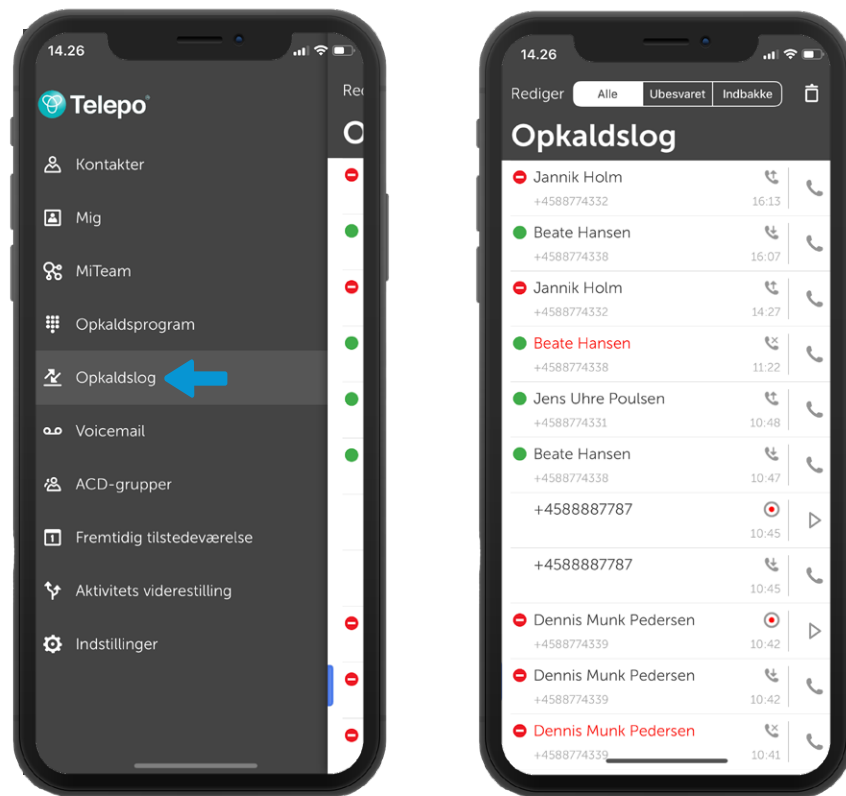 14.26
Telepo
Kontakter
Mig
MiTeam
Opkaldsprogram
Opkaldslog
Voicemail
ACD-grupper
1 Fremtidig tilstedeværelse
Aktivitets viderestilling
Indstillinger
Red
O
14.26
Rediger Alle Ubesvaret Indbakke
Opkaldslog
Jannik Holm
+4588774332 16:13
Beate Hansen
+4588774338 16:07
Jannik Holm
+4588774332 14:27
Beate Hansen
+4588774338 11:22
Jens Uhre Poulsen
+4588774331 10:48
Beate Hansen
+4588774338 10:47
+4588887787
10:45
+4588887787
10:45
Dennis Munk Pedersen
+4588774339 10:42
Dennis Munk Pedersen
+4588774339 10:42
Dennis Munk Pedersen
+4588774339 10:41